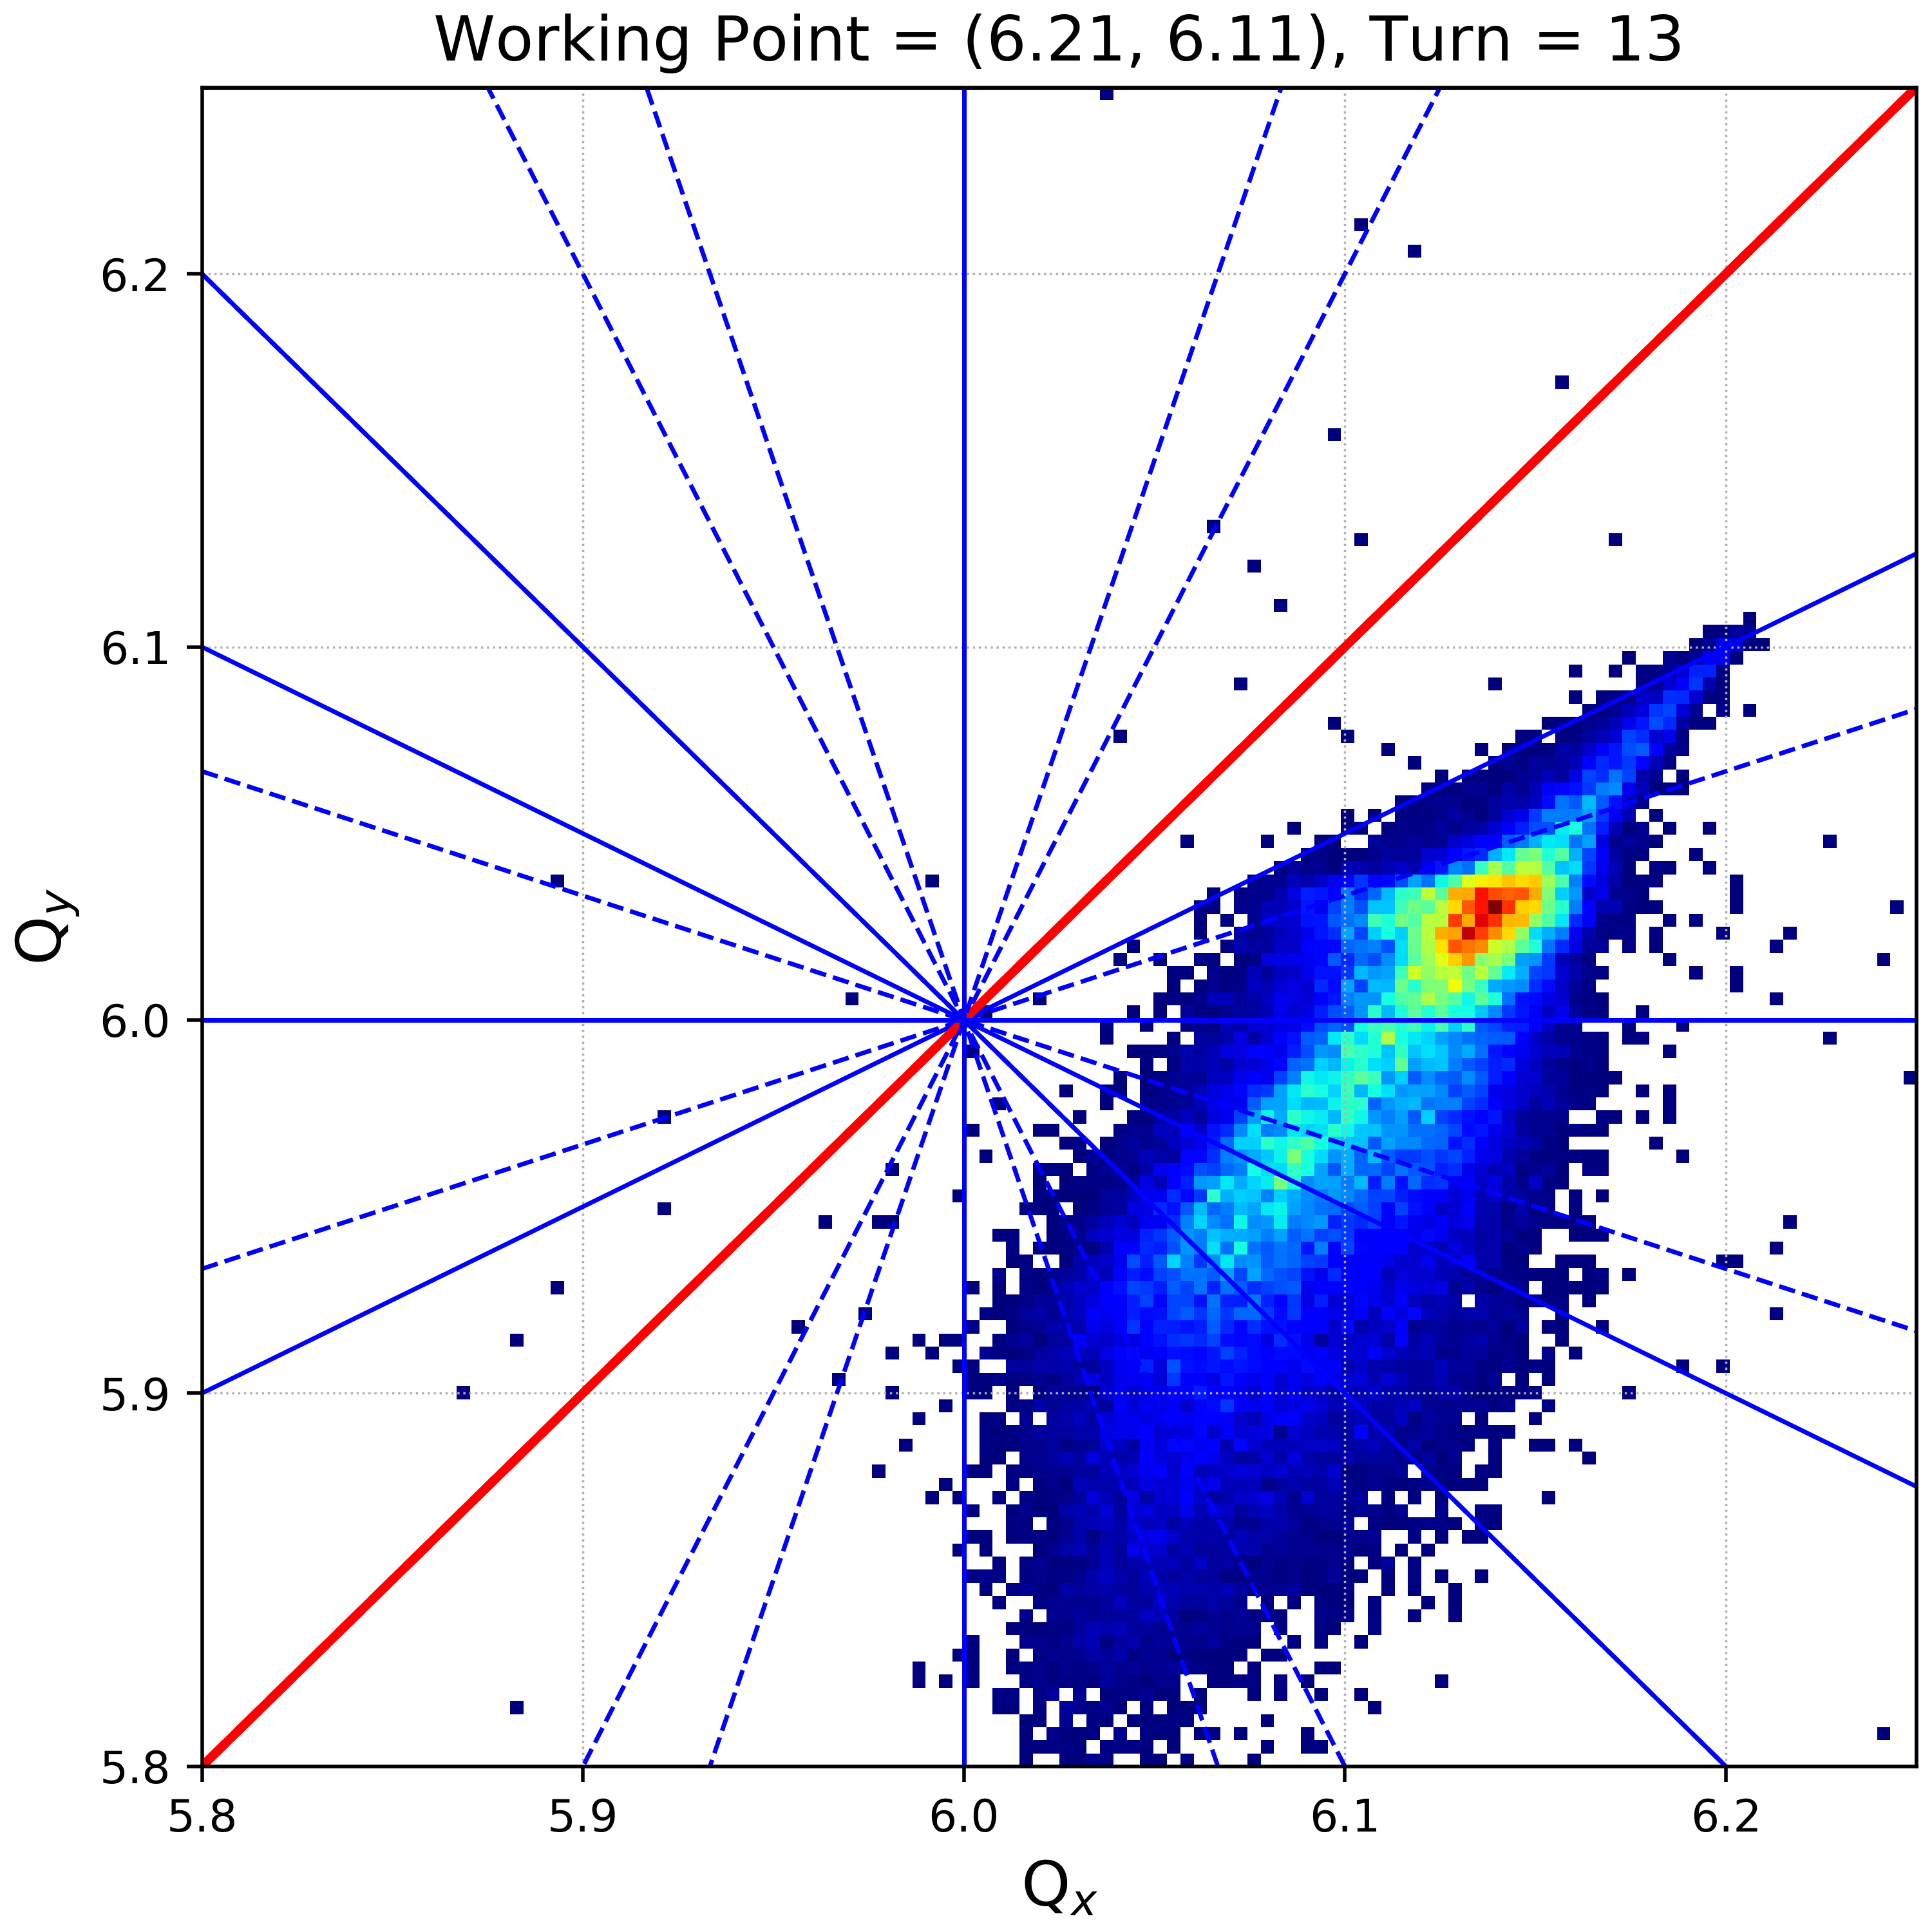 Working Point = (6.21, 6.11), Turn = 13
6.2
6.1
6.0
5.9
5.8
Qy
5.8 5.9 6.0 6.1 6.2
Qx